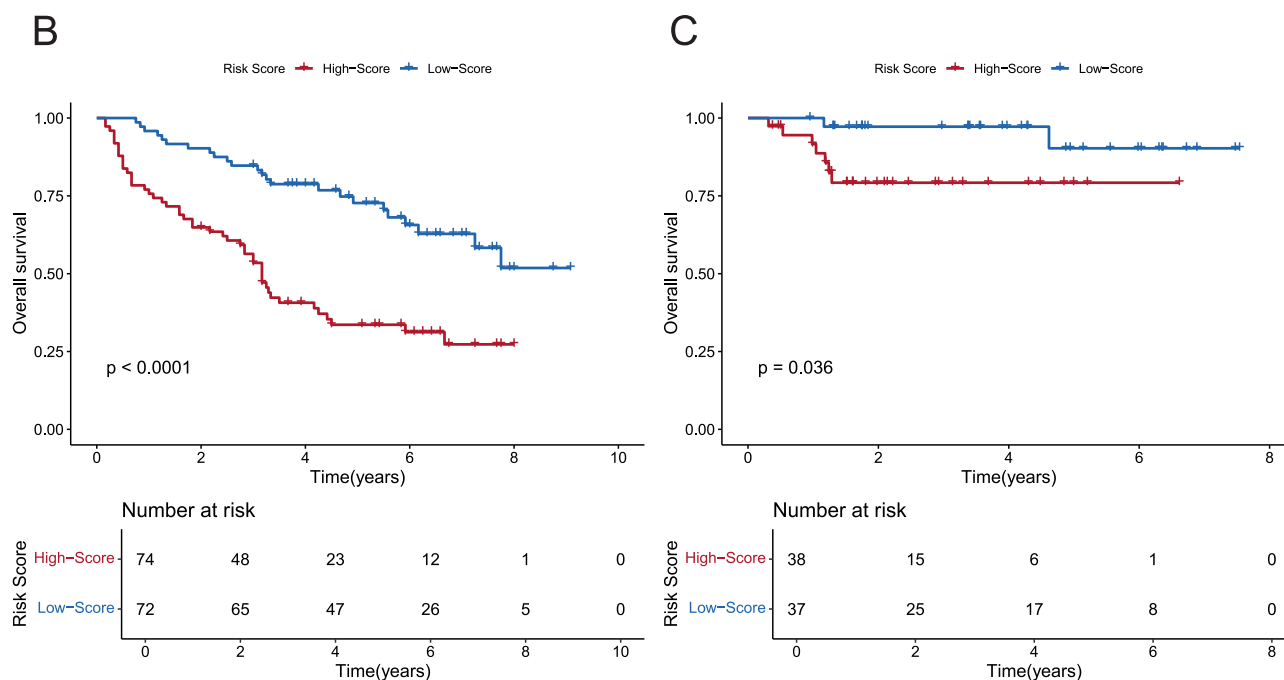 B
Risk Score High−Score Low−Score
1.00
0.75
0.50
0.25
0.00
Overall survival
p < 0.0001
0 2 4 6 8 10
Time(years)
Number at risk
Risk Score
High−Score 74 48 23 12 1 0
Low−Score 72 65 47 26 5 0
0 2 4 6 8 10
Time(years)
C
Risk Score High−Score Low−Score
1.00
0.75
0.50
0.25
0.00
Overall survival
p = 0.036
0 2 4 6 8
Time(years)
Number at risk
Risk Score
High−Score 38 15 6 1 0
Low−Score 37 25 17 8 0
0 2 4 6 8
Time(years)